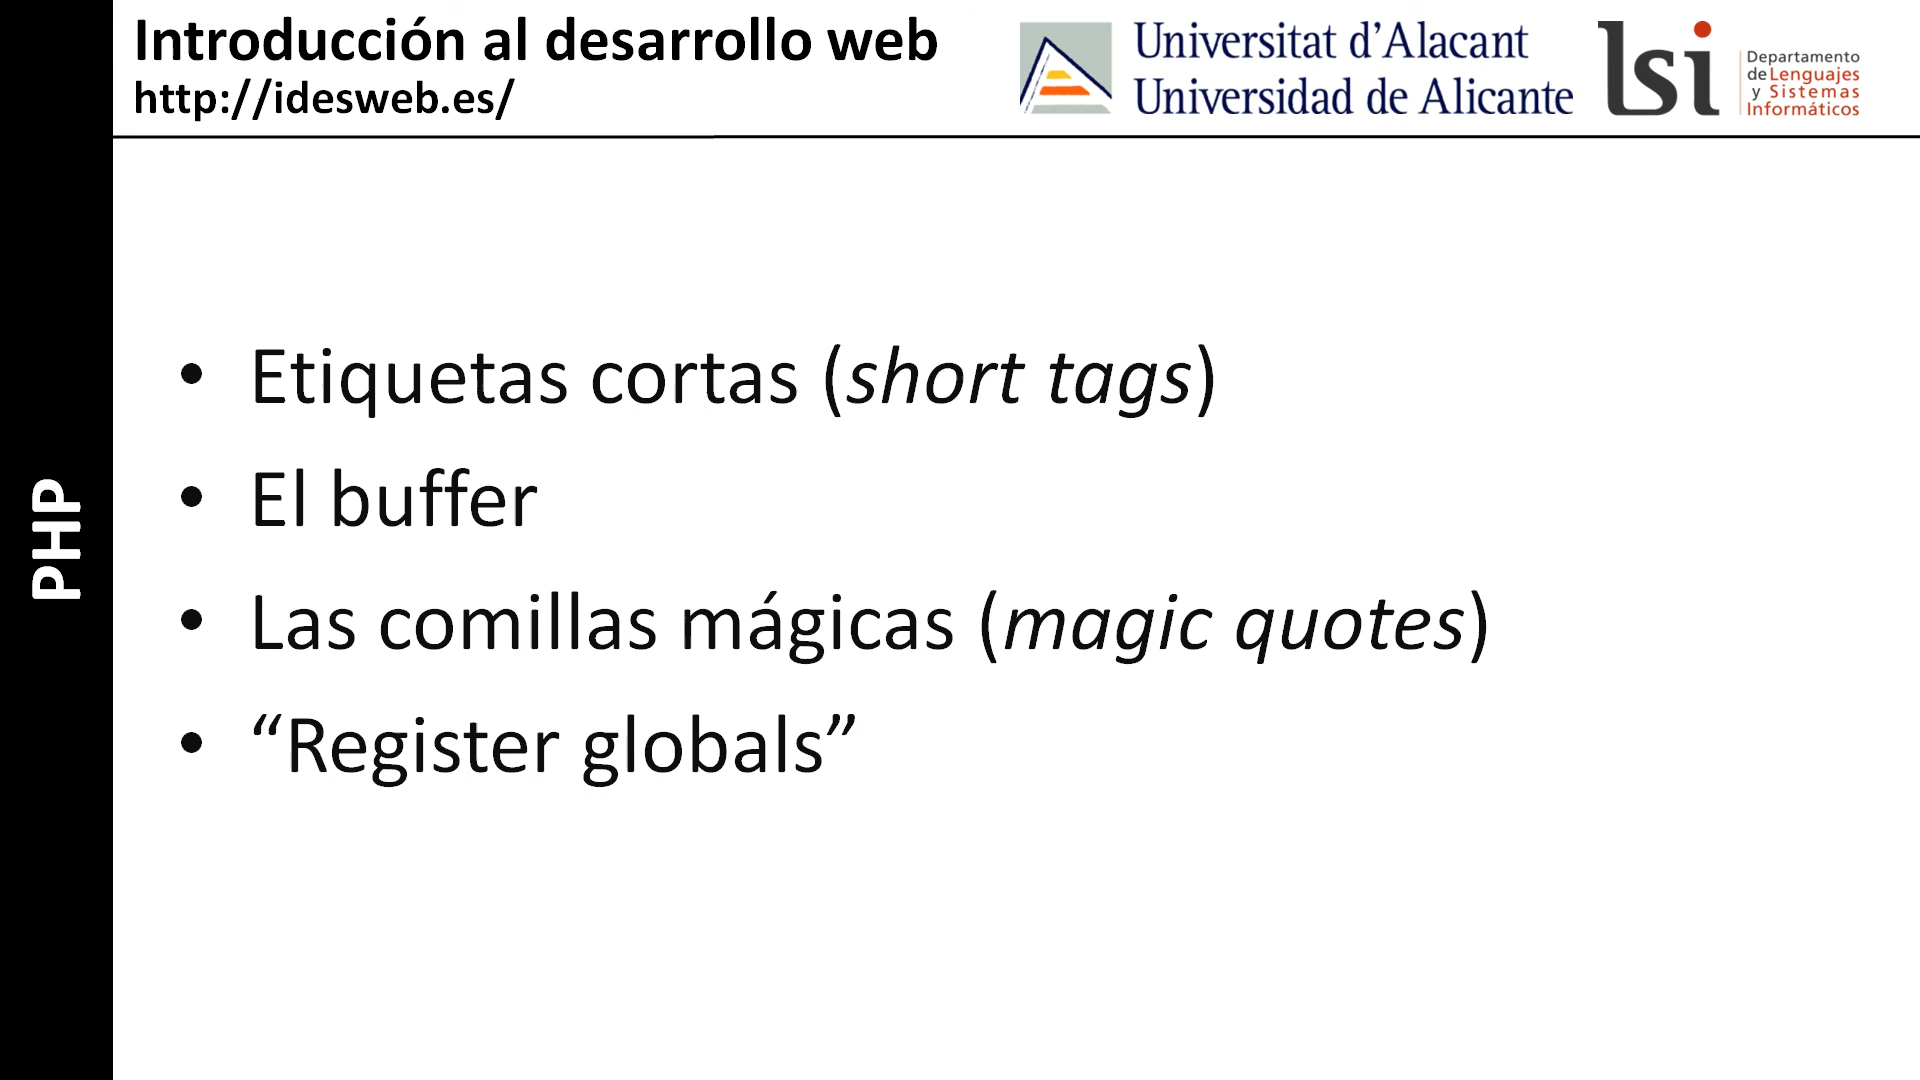 Introducción al desarrollo web
http://idesweb.es/
Universitat d’Alacant
Universidad de Alicante
lsi
Departamento
de Lenguajes
y Sistemas
Informáticos
PHP
• Etiquetas cortas (short tags)
• El buffer
• Las comillas mágicas (magic quotes)
• “Register globals”